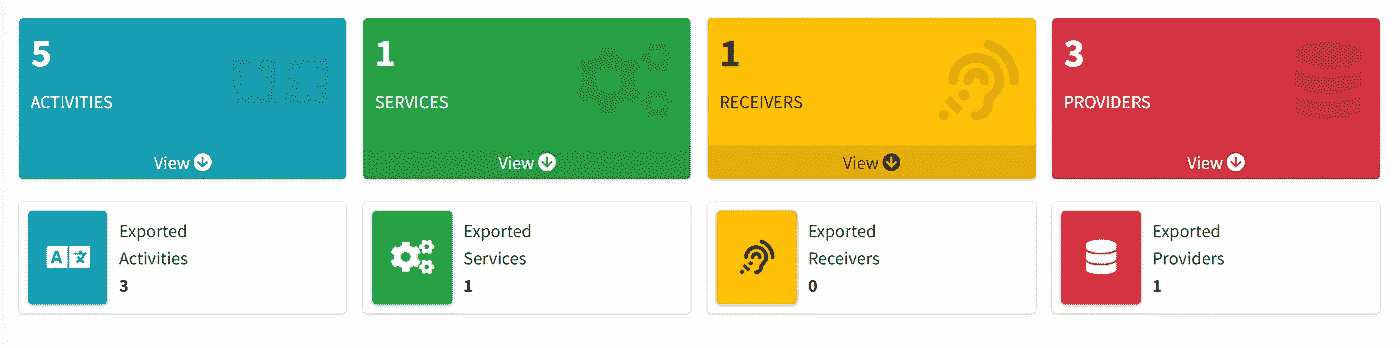 5
ACTIVITIES
View
1
SERVICES
View
1
RECEIVERS
View
3
PROVIDERS
View
A
Exported
Activities
3
Exported
Services
1
Exported
Receivers
0
Exported
Providers
1